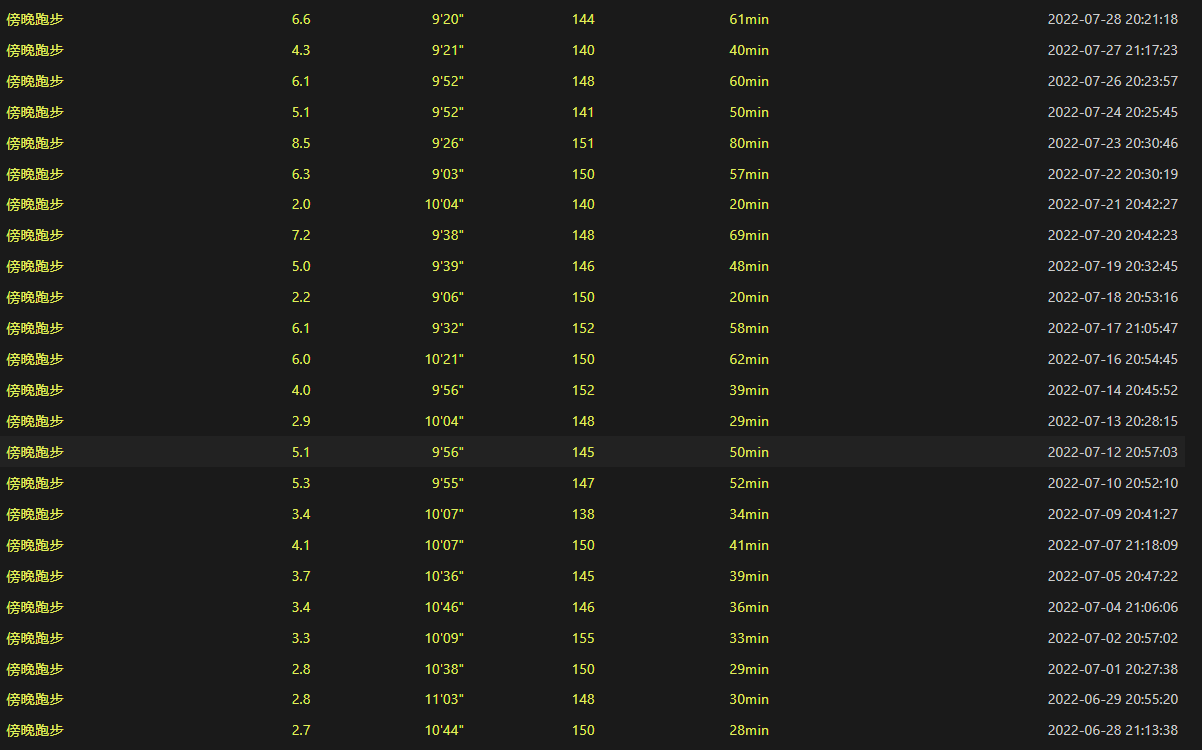 傍晚跑步 6.6 9'20" 144 61min 2022-07-28 20:21:18
傍晚跑步 4.3 9'21" 140 40min 2022-07-27 21:17:23
傍晚跑步 6.1 9'52" 148 60min 2022-07-26 20:23:57
傍晚跑步 5.1 9'52" 141 50min 2022-07-24 20:25:45
傍晚跑步 8.5 9'26" 151 80min 2022-07-23 20:30:46
傍晚跑步 6.3 9'03" 150 57min 2022-07-22 20:30:19
傍晚跑步 2.0 10'04" 140 20min 2022-07-21 20:42:27
傍晚跑步 7.2 9'38" 148 69min 2022-07-20 20:42:23
傍晚跑步 5.0 9'39" 146 48min 2022-07-19 20:32:45
傍晚跑步 2.2 9'06" 150 20min 2022-07-18 20:53:16
傍晚跑步 6.1 9'32" 152 58min 2022-07-17 21:05:47
傍晚跑步 6.0 10'21" 150 62min 2022-07-16 20:54:45
傍晚跑步 4.0 9'56" 152 39min 2022-07-14 20:45:52
傍晚跑步 2.9 10'04" 148 29min 2022-07-13 20:28:15
傍晚跑步 5.1 9'56" 145 50min 2022-07-12 20:57:03
傍晚跑步 5.3 9'55" 147 52min 2022-07-10 20:52:10
傍晚跑步 3.4 10'07" 138 34min 2022-07-09 20:41:27
傍晚跑步 4.1 10'07" 150 41min 2022-07-07 21:18:09
傍晚跑步 3.7 10'36" 145 39min 2022-07-05 20:47:22
傍晚跑步 3.4 10'46" 146 36min 2022-07-04 21:06:06
傍晚跑步 3.3 10'09" 155 33min 2022-07-02 20:57:02
傍晚跑步 2.8 10'38" 150 29min 2022-07-01 20:27:38
傍晚跑步 2.8 11'03" 148 30min 2022-06-29 20:55:20
傍晚跑步 2.7 10'44" 150 28min 2022-06-28 21:13:38